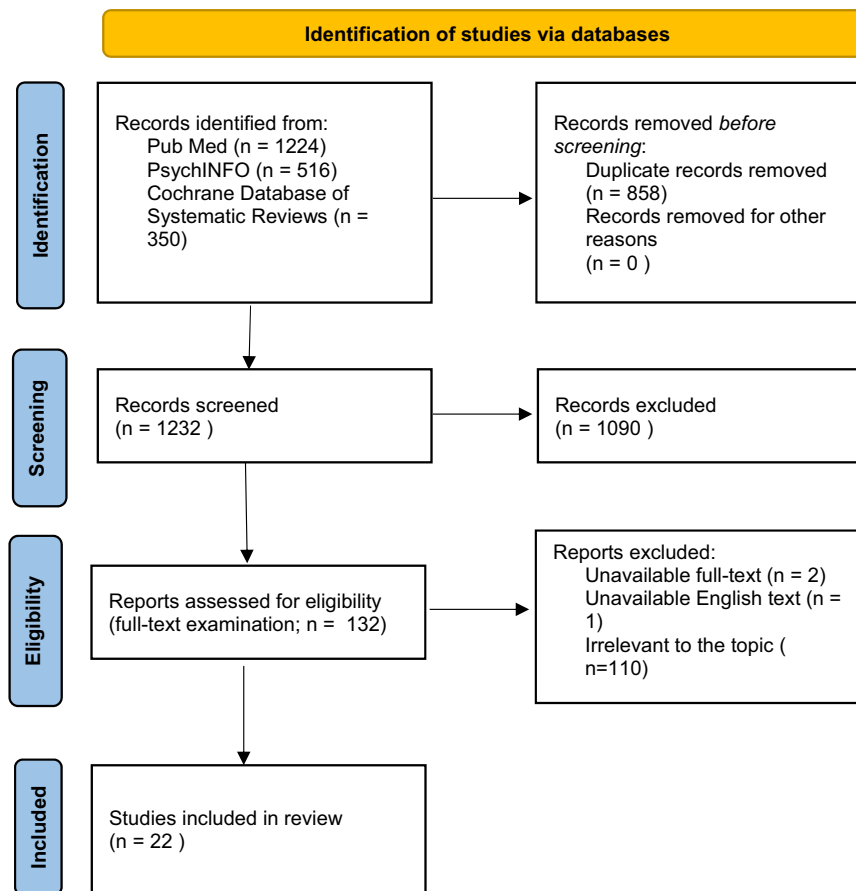 Identification of studies via databases
Identification
Records identified from:
Pub Med (n = 1224)
PsychINFO (n = 516)
Cochrane Database of
Systematic Reviews (n =
350)
Records removed before
screening:
Duplicate records removed
(n = 858)
Records removed for other
reasons
(n = 0 )
Screening
Records screened
(n = 1232 )
Records excluded
(n = 1090 )
Eligibility
Reports assessed for eligibility
(full-text examination; n =  132)
Reports excluded:
Unavailable full-text (n = 2)
Unavailable English text (n =
1)
Irrelevant to the topic (
n=110)
Included
Studies included in review
(n = 22 )